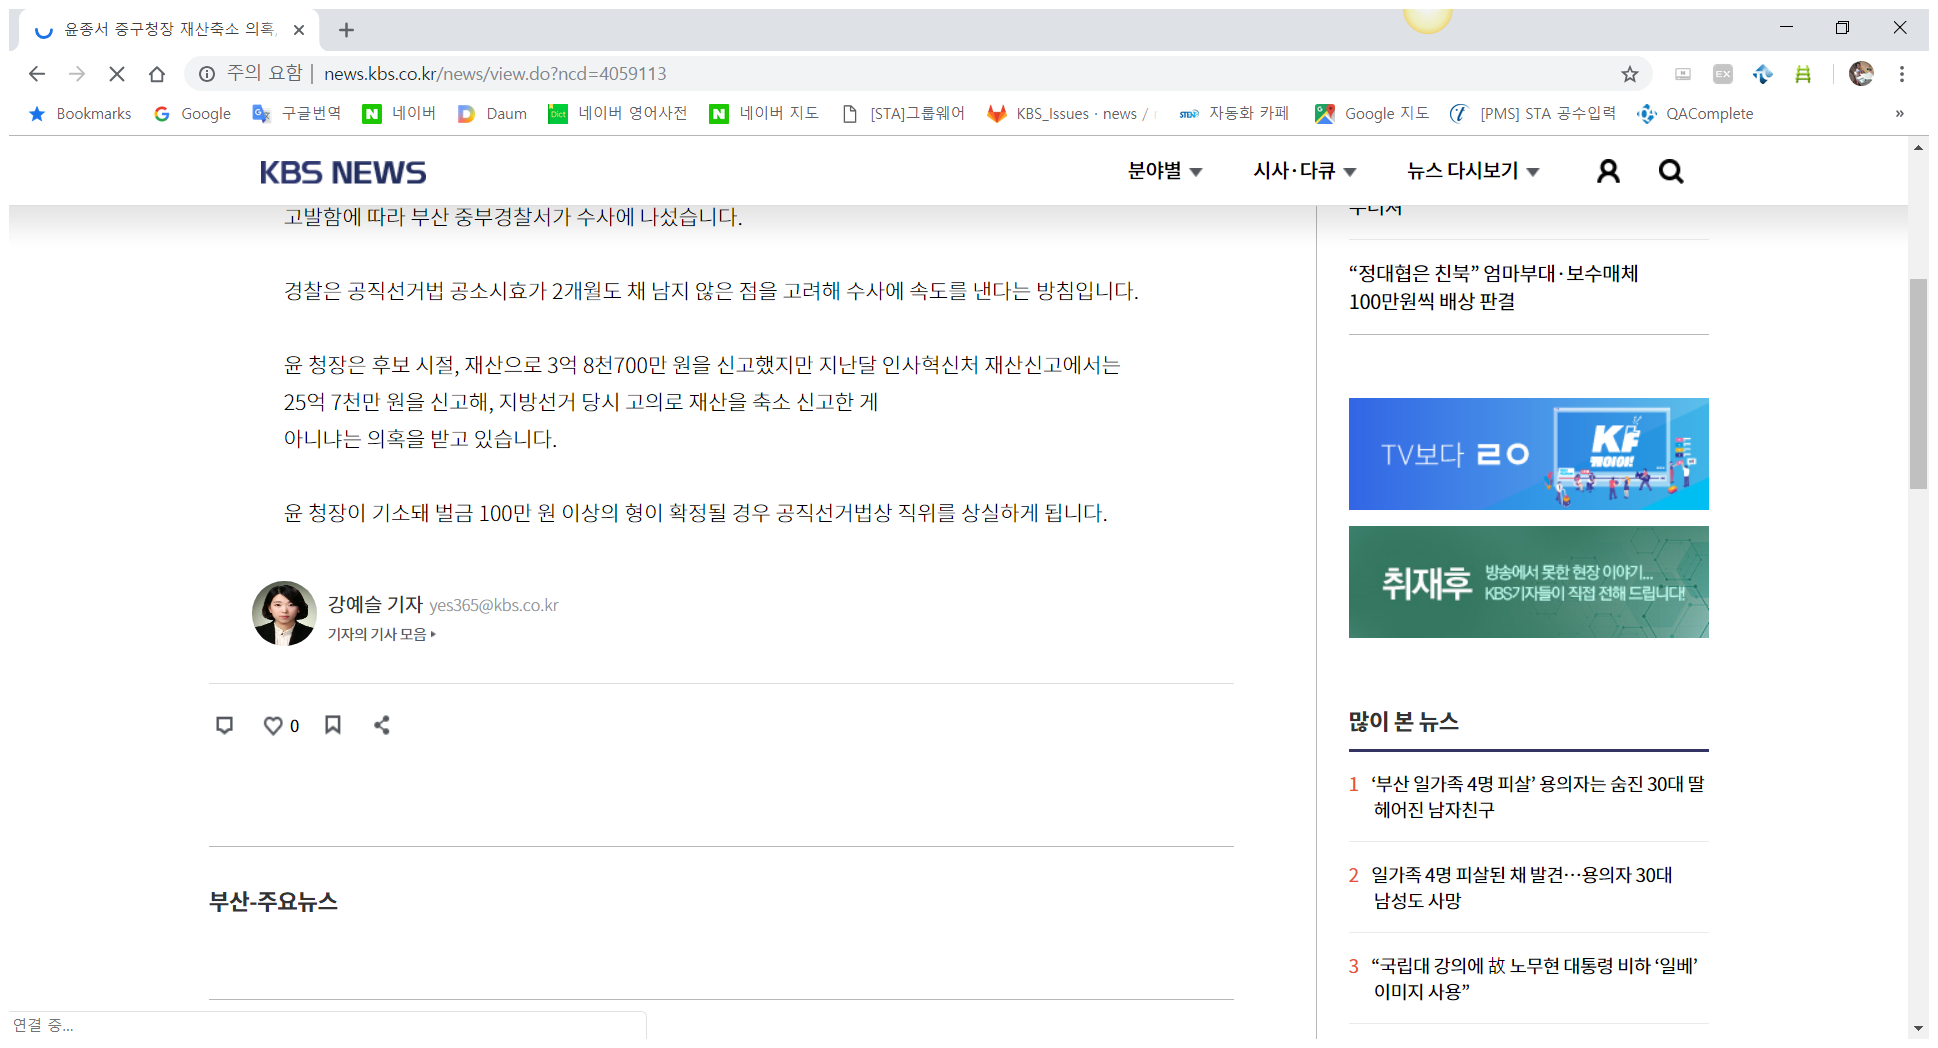 윤종서 중구청장 재산축소 의혹,
주의 요함 | news.kbs.co.kr/news/view.do?ncd=4059113
EX
Bookmarks Google 구글번역 네이버 Daum 네이버 영어사전 네이버 지도 [STA]그룹웨어 KBS_Issues · news / 자동화 카페 Google 지도 [PMS] STA 공수입력 QAComplete »
KBS NEWS
분야별 시사·다큐 뉴스 다시보기
고발함에 따라 부산 중부경찰서가 수사에 나섰습니다.
경찰은 공직선거법 공소시효가 2개월도 채 남지 않은 점을 고려해 수사에 속도를 낸다는 방침입니다.
윤 청장은 후보 시절, 재산으로 3억 8천700만 원을 신고했지만 지난달 인사혁신처 재산신고에서는
25억 7천만 원을 신고해, 지방선거 당시 고의로 재산을 축소 신고한 게
아니냐는 의혹을 받고 있습니다.
윤 청장이 기소돼 벌금 100만 원 이상의 형이 확정될 경우 공직선거법상 직위를 상실하게 됩니다.
강예슬 기자 yes365@kbs.co.kr
기자의 기사 모음
0
부산-주요뉴스
연결 중...
“정대협은 친북” 엄마부대·보수매체
100만원씩 배상 판결
TV보다 ㄹㅇ
KF
케이야!
취재후
방송에서 못한 현장 이야기...
KBS기자들이 직접 전해 드립니다!
많이 본 뉴스
1 ‘부산 일가족 4명 피살’ 용의자는 숨진 30대 딸
헤어진 남자친구
2 일가족 4명 피살된 채 발견…용의자 30대
남성도 사망
3 “국립대 강의에 故 노무현 대통령 비하 ‘일베’
이미지 사용”